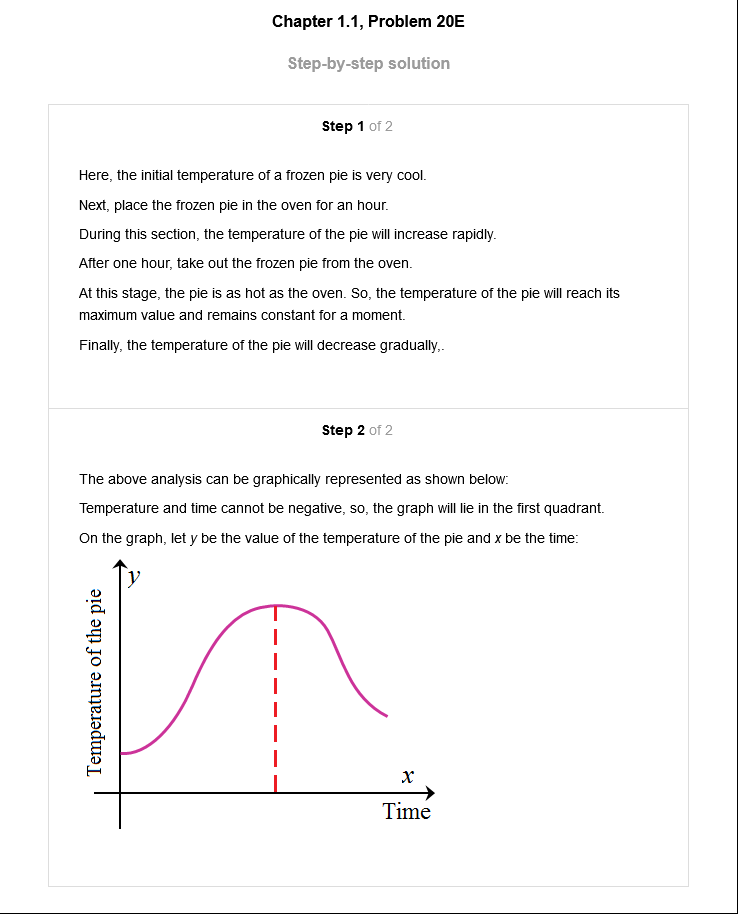 Chapter 1.1, Problem 20E
Step-by-step solution
Step 1 of 2
Here, the initial temperature of a frozen pie is very cool.
Next, place the frozen pie in the oven for an hour.
During this section, the temperature of the pie will increase rapidly.
After one hour, take out the frozen pie from the oven.
At this stage, the pie is as hot as the oven. So, the temperature of the pie will reach its
maximum value and remains constant for a moment.
Finally, the temperature of the pie will decrease gradually,.
Step 2 of 2
The above analysis can be graphically represented as shown below:
Temperature and time cannot be negative, so, the graph will lie in the first quadrant.
On the graph, let y be the value of the temperature of the pie and x be the time:
y
Temperature of the pie
x
Time